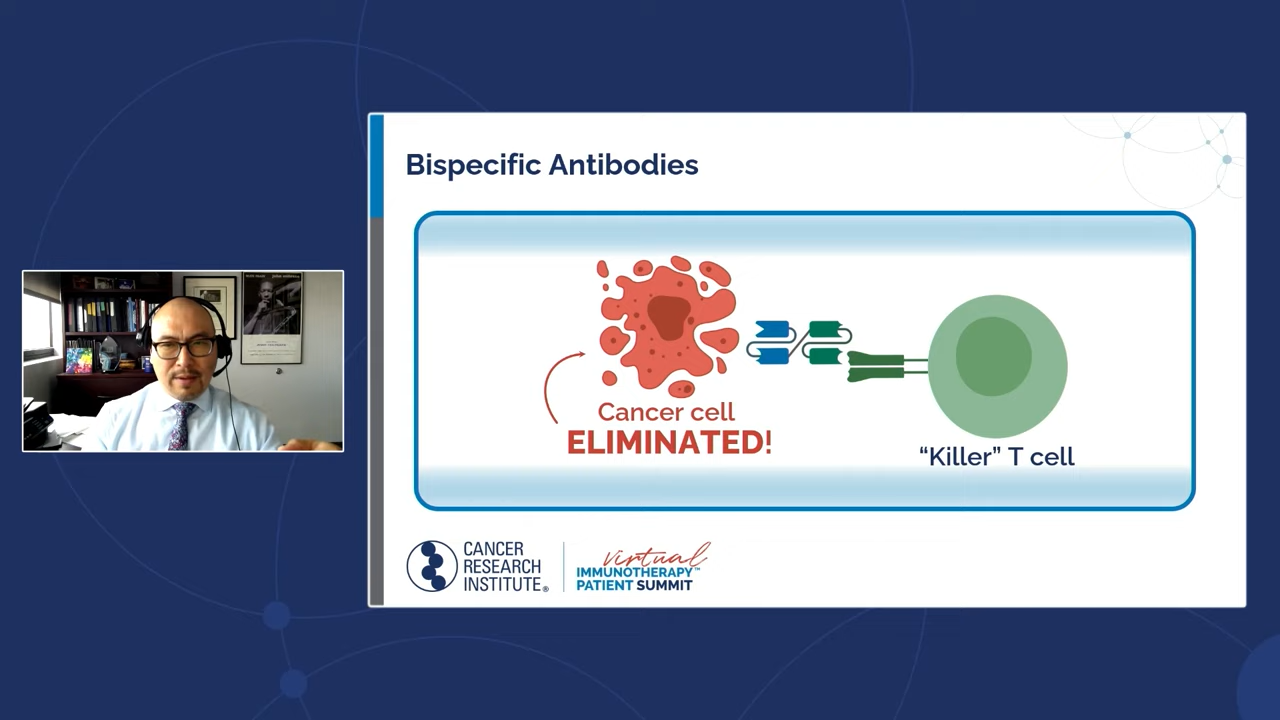 Bispecific Antibodies
Cancer cell
ELIMINATED!
“Killer” T cell
CANCER
RESEARCH
INSTITUTE®
virtual
IMMUNOTHERAPY™
PATIENT SUMMIT